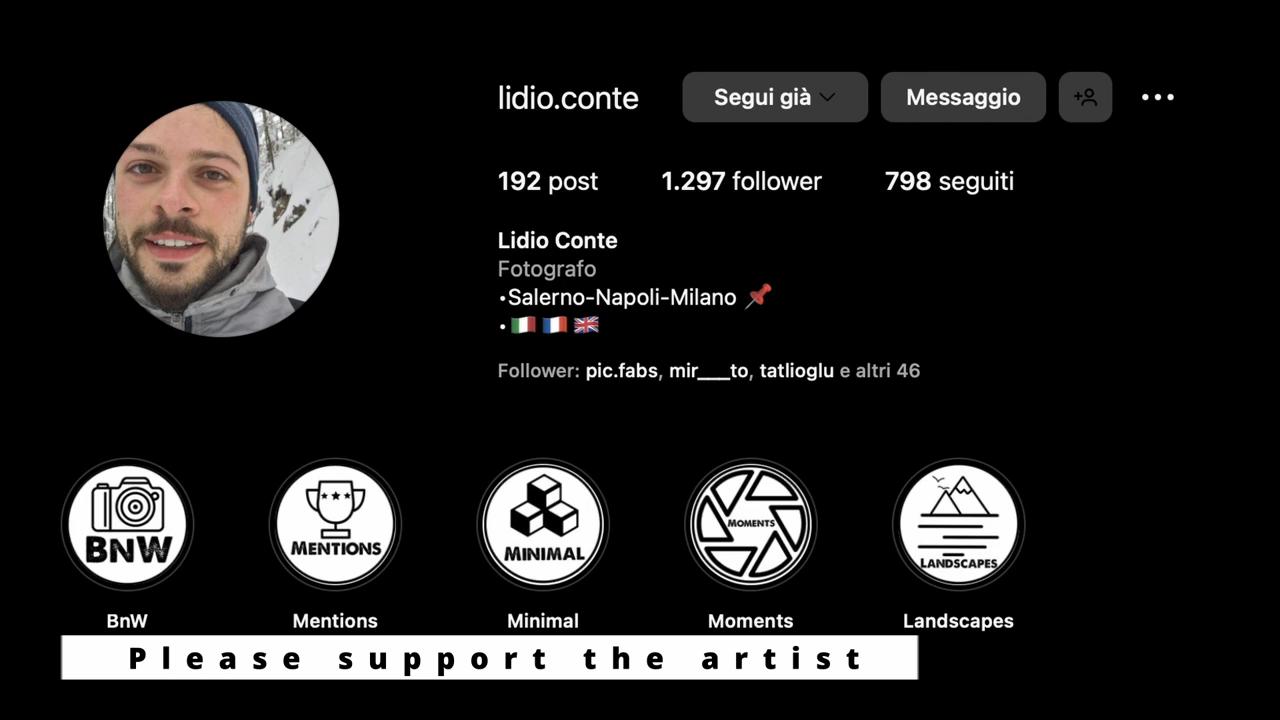 lidio.conte Segui già Messaggio
192 post 1.297 follower 798 seguiti
Lidio Conte
Fotografo
•Salerno-Napoli-Milano 📌
•🇮🇹 🇫🇷 🇬🇧
Follower: pic.fabs, mir___to, tatlioglu e altri 46
BNW MENTIONS MINIMAL MOMENTS LANDSCAPES
BnW Mentions Minimal Moments Landscapes
Please support the artist